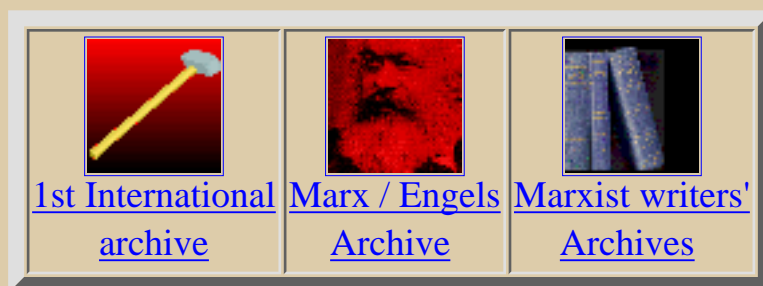 1st International
archive
Marx / Engels
Archive
Marxist writers'
Archives